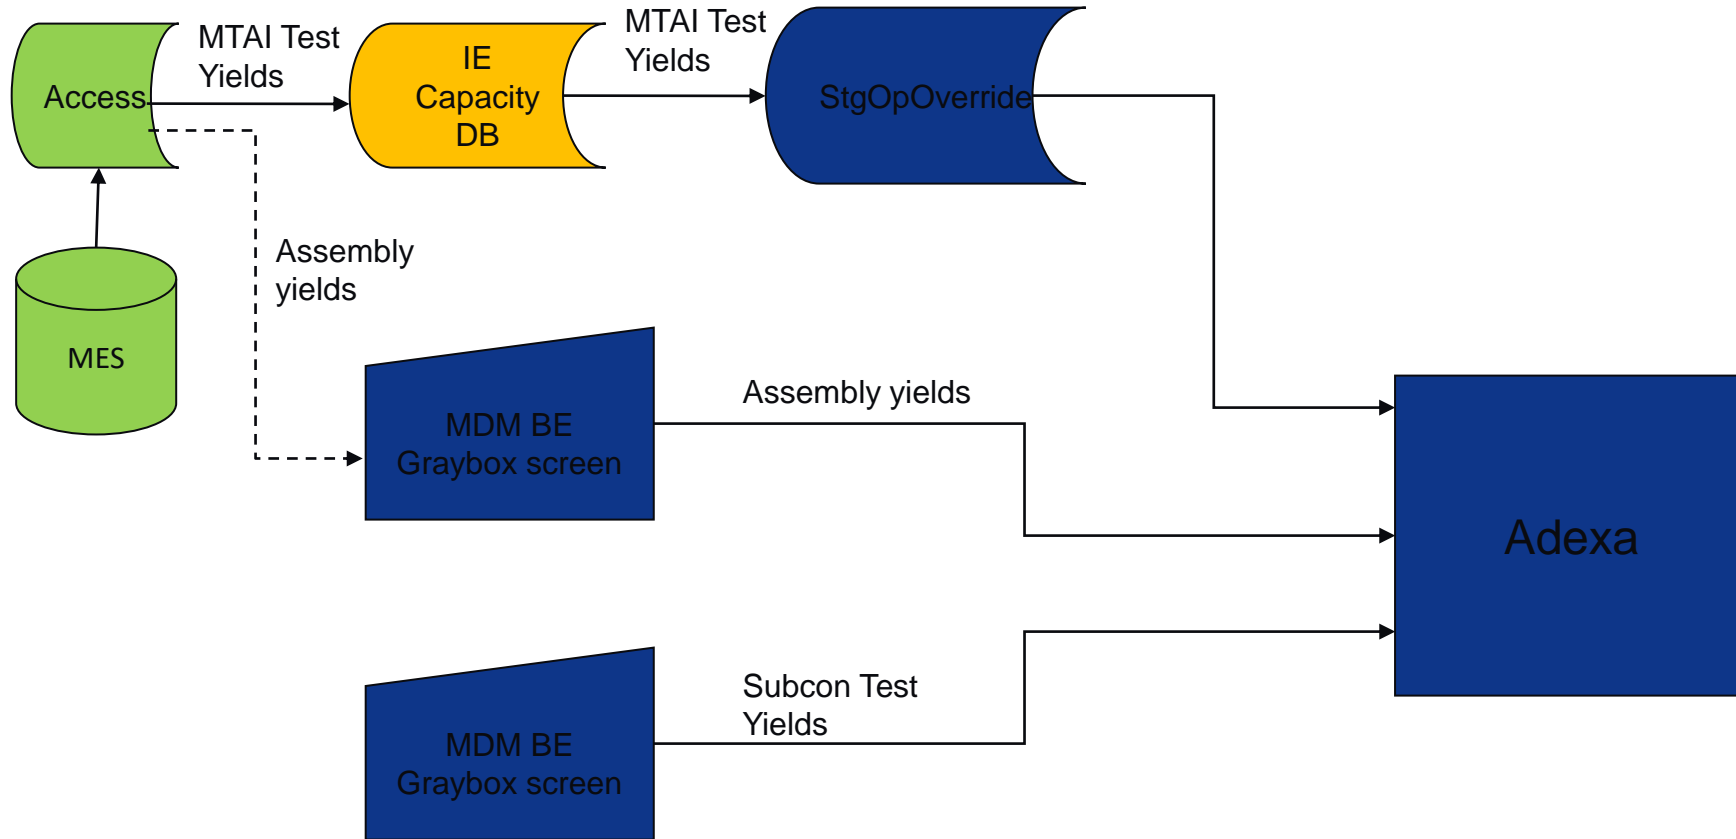 MTAI Test
Yields
MTAI Test
Yields
Access
IE
Capacity
DB
StgOpOverride
Assembly
yields
MES
MDM BE
Graybox screen
Assembly yields
Adexa
MDM BE
Graybox screen
Subcon Test
Yields